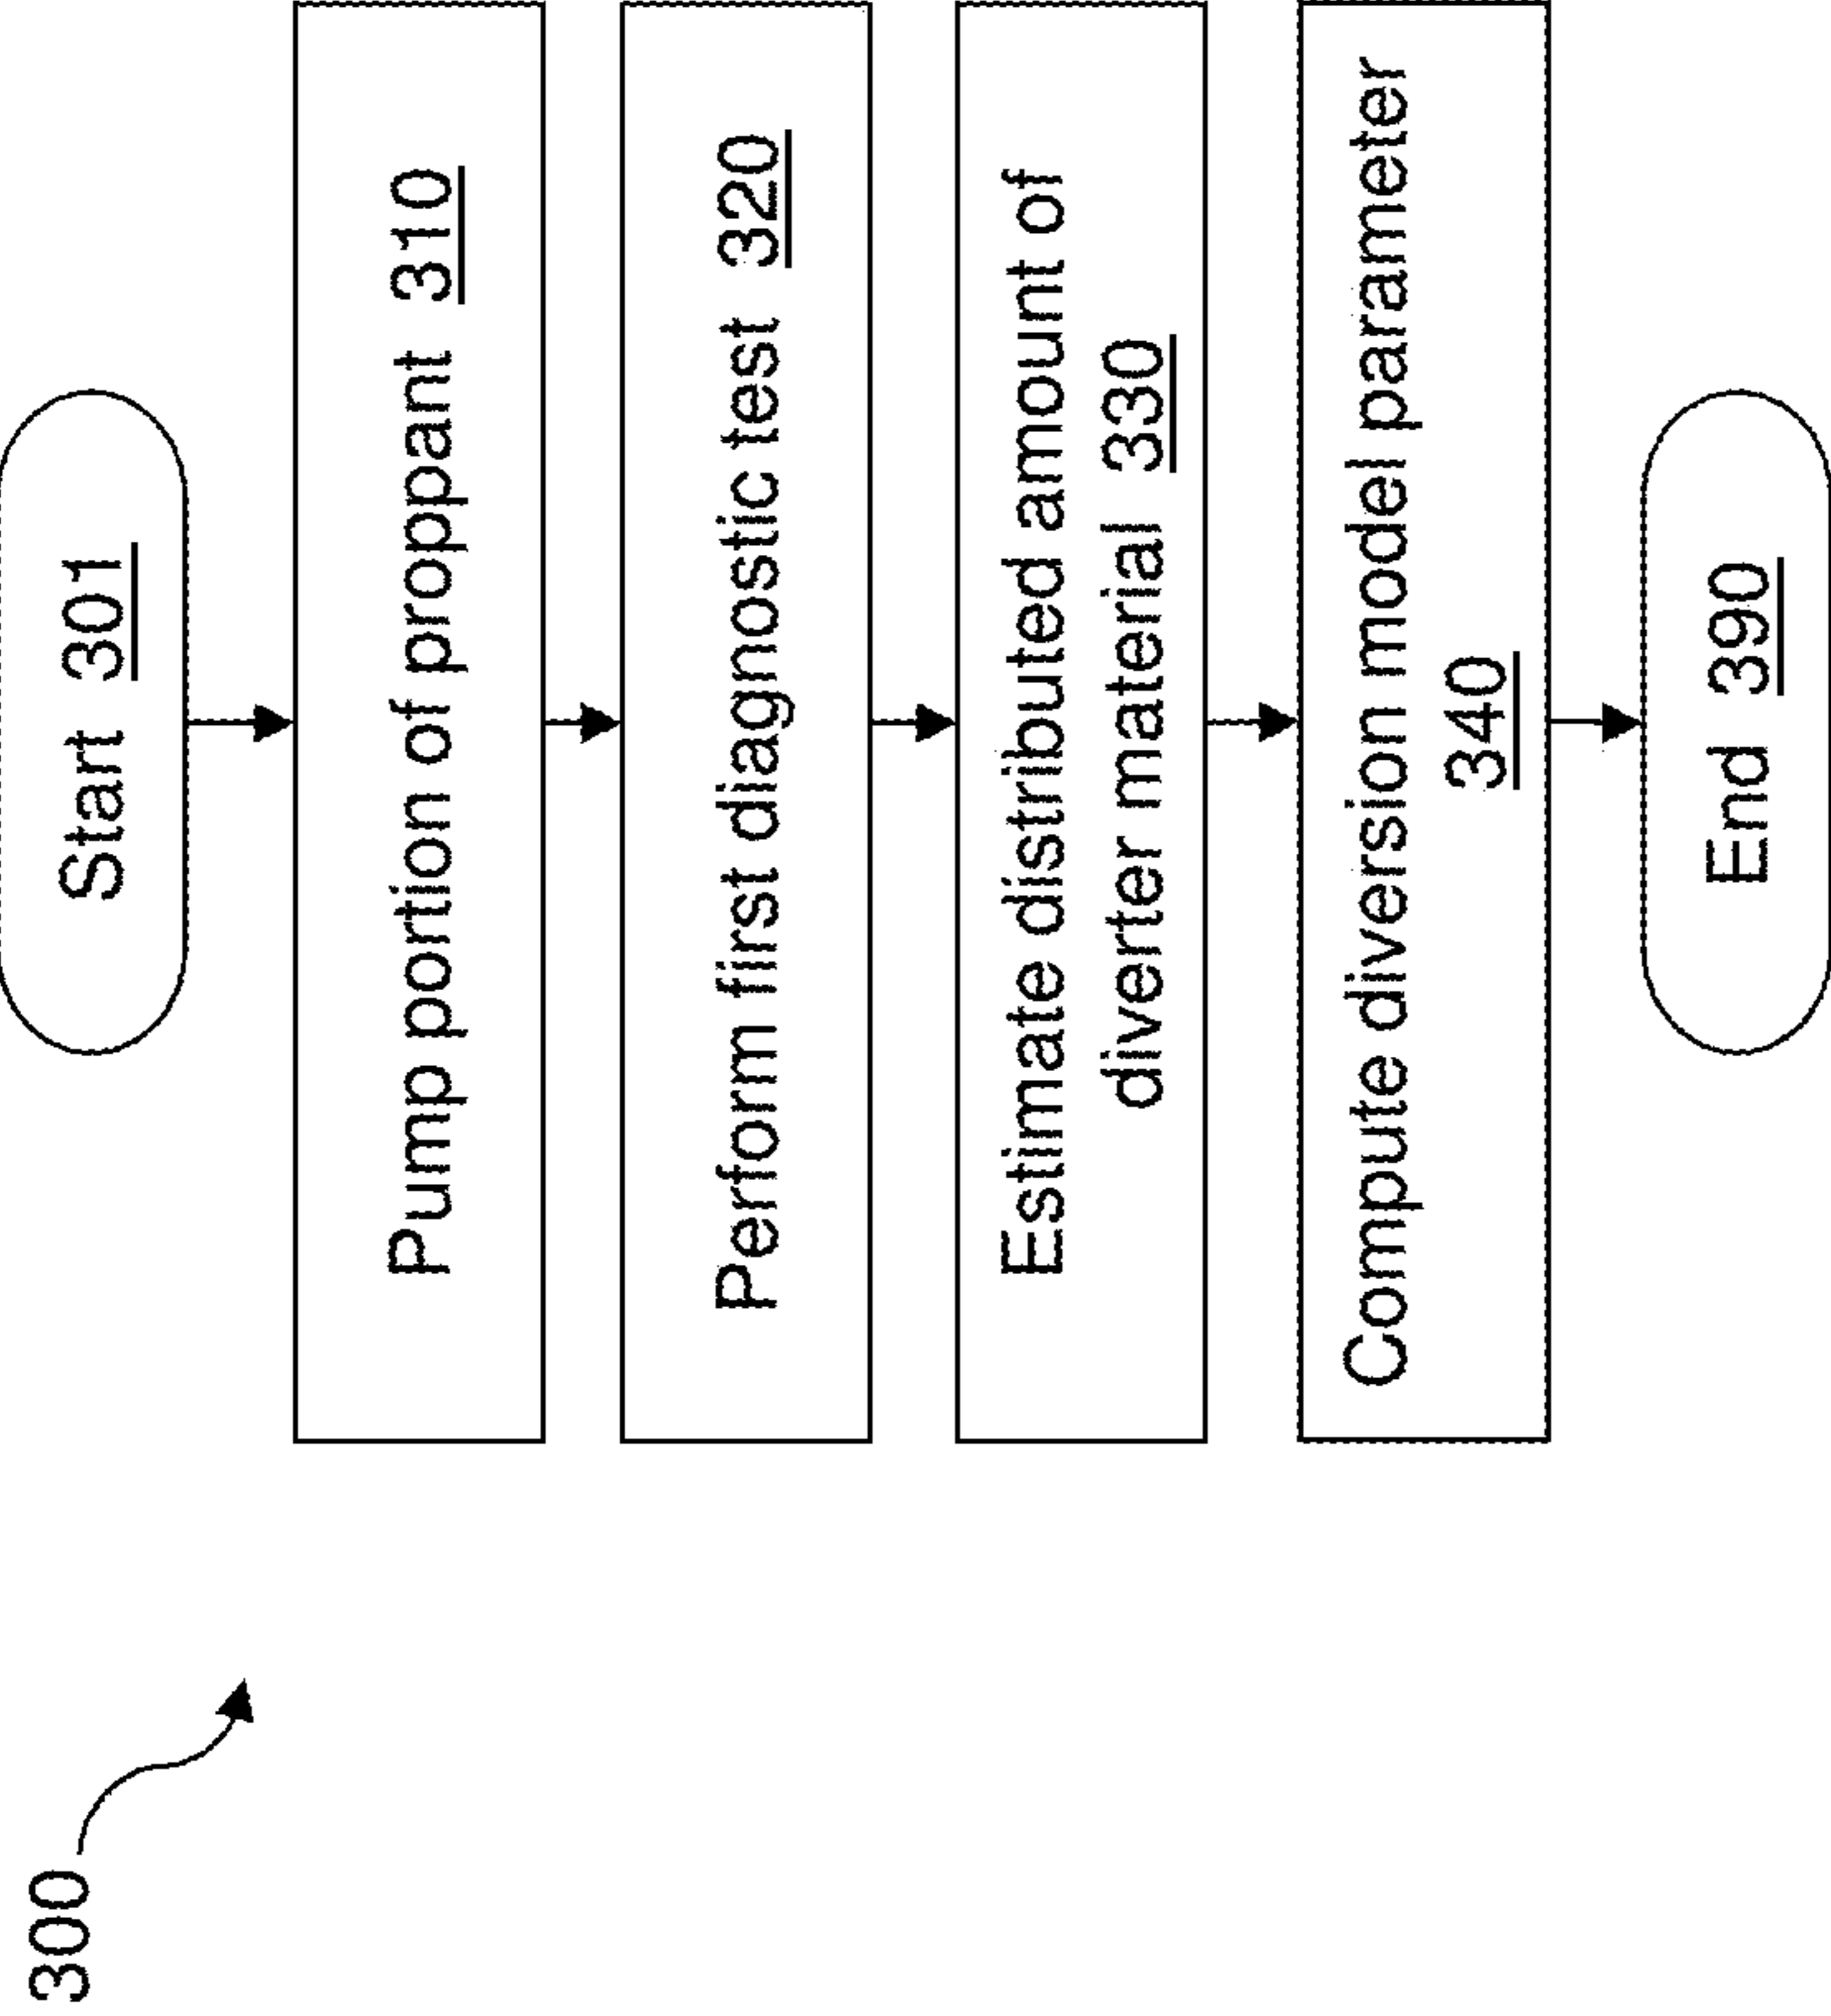 300
Start 301
Pump portion of proppant 310
Perform first diagnostic test 320
Estimate distributed amount of
diverter material 330
Compute diversion model parameter
340
End 390